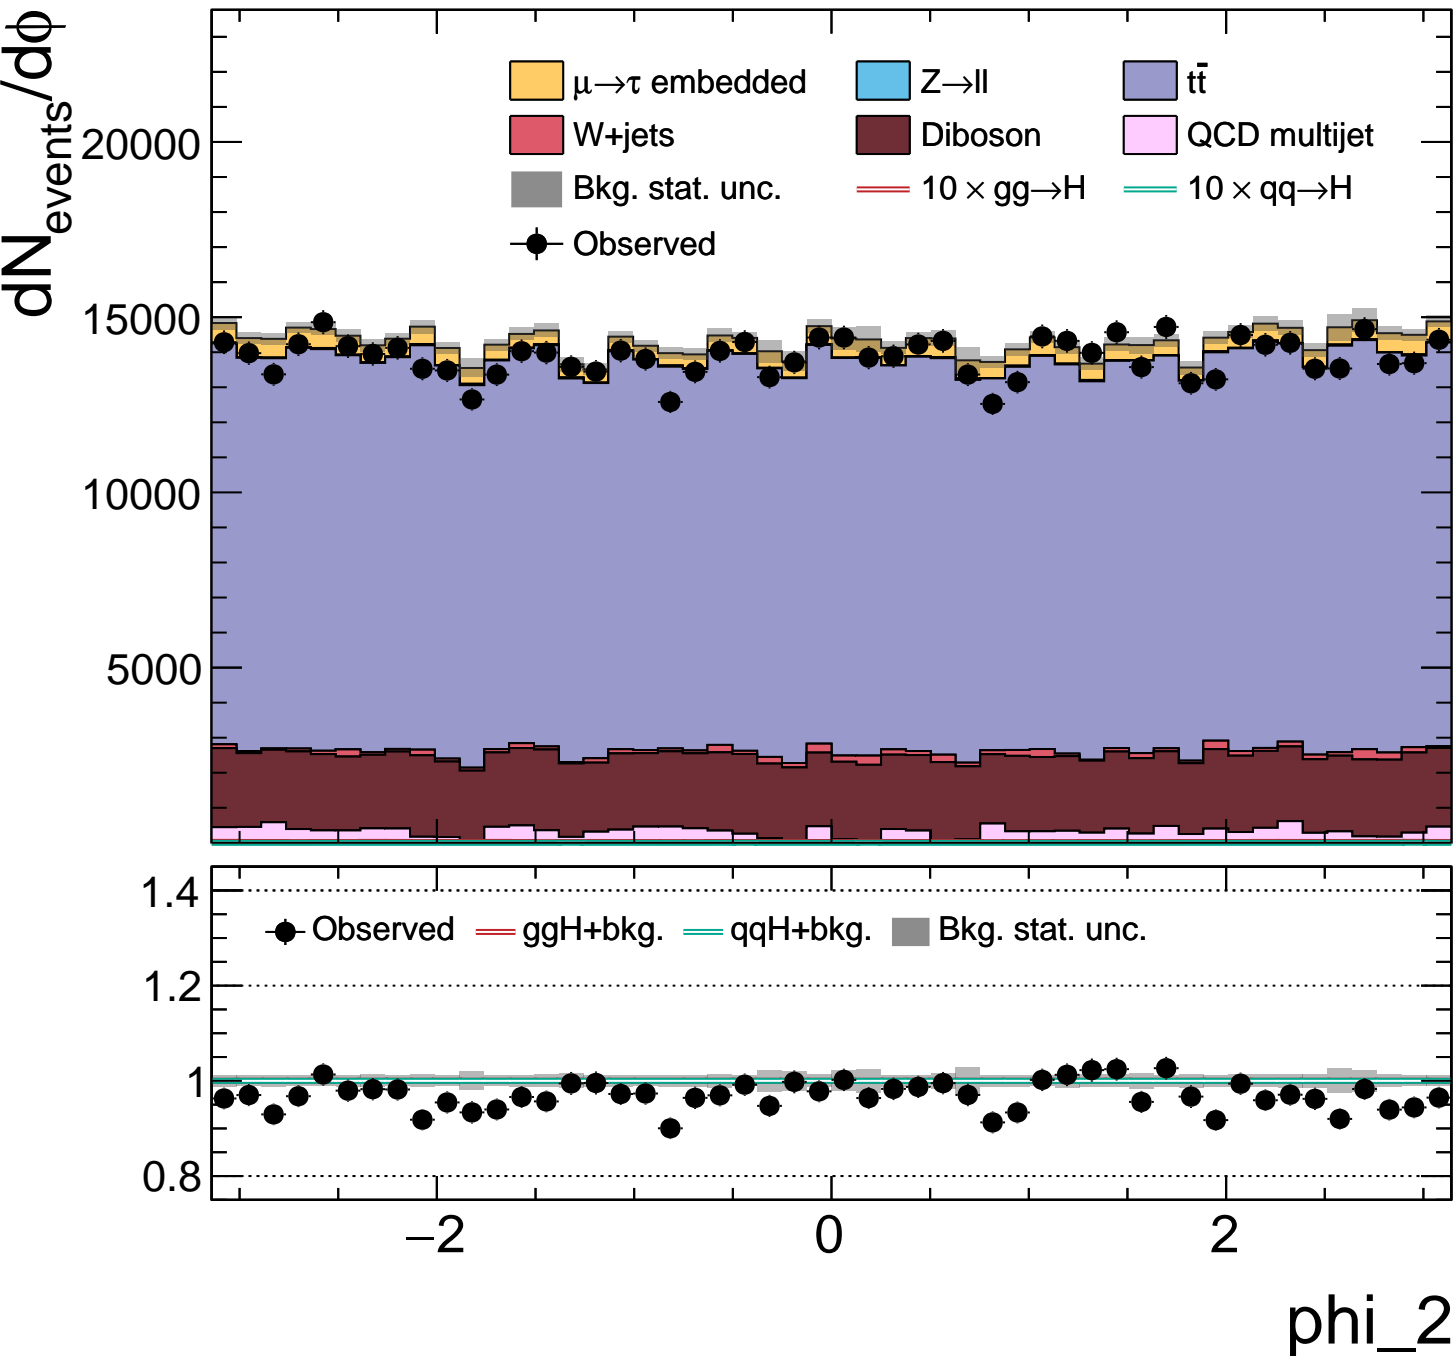 dN_events/dϕ
μ→τ embedded Z→ll tt̄
W+jets Diboson QCD multijet
Bkg. stat. unc. 10 × gg→H 10 × qq→H
Observed
20000
15000
10000
5000
Observed ggH+bkg. qqH+bkg. Bkg. stat. unc.
1.4
1.2
1
0.8
−2 0 2
phi_2